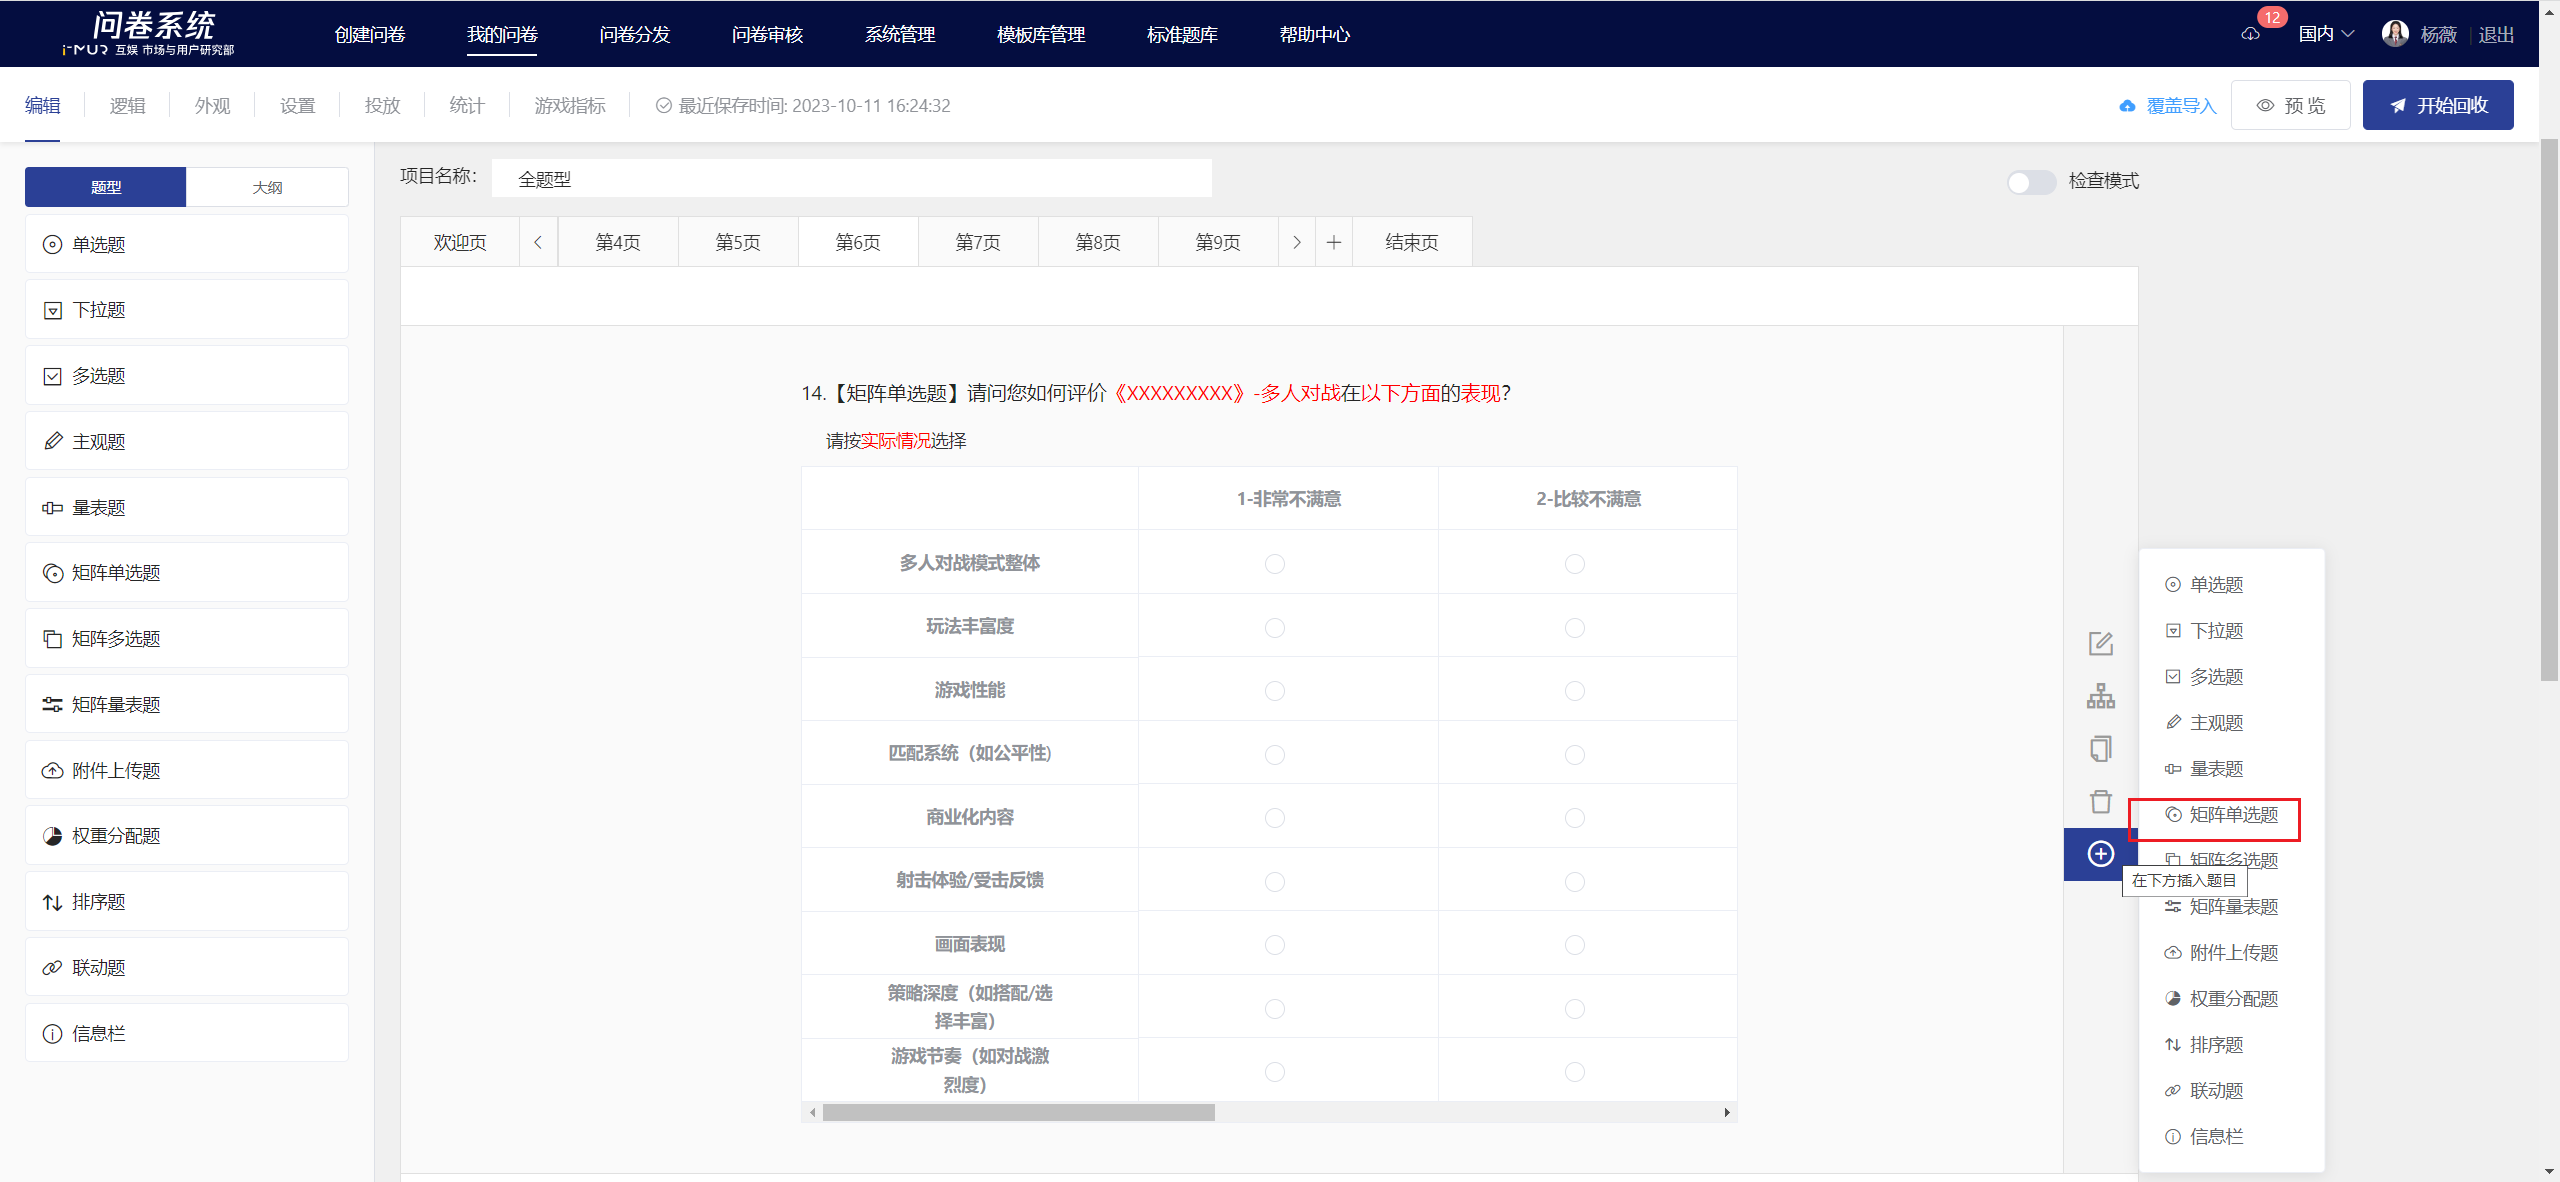 问卷系统
i-MUR 互娱 市场与用户研究部
创建问卷
我的问卷
问卷分发
问卷审核
系统管理
模板库管理
标准题库
帮助中心
12
国内
杨薇
退出
编辑
逻辑
外观
设置
投放
统计
游戏指标
最近保存时间: 2023-10-11 16:24:32
覆盖导入
预 览
开始回收
题型
大纲
单选题
下拉题
多选题
主观题
量表题
矩阵单选题
矩阵多选题
矩阵量表题
附件上传题
权重分配题
排序题
联动题
信息栏
项目名称:
全题型
检查模式
欢迎页
第4页
第5页
第6页
第7页
第8页
第9页
结束页
14.【矩阵单选题】请问您如何评价《XXXXXXXXX》-多人对战在以下方面的表现?
请按实际情况选择
1-非常不满意
2-比较不满意
多人对战模式整体
玩法丰富度
游戏性能
匹配系统（如公平性)
商业化内容
射击体验/受击反馈
画面表现
策略深度（如搭配/选
择丰富）
游戏节奏（如对战激
烈度）
单选题
下拉题
多选题
主观题
量表题
矩阵单选题
矩阵多选题
在下方插入题目
矩阵量表题
附件上传题
权重分配题
排序题
联动题
信息栏